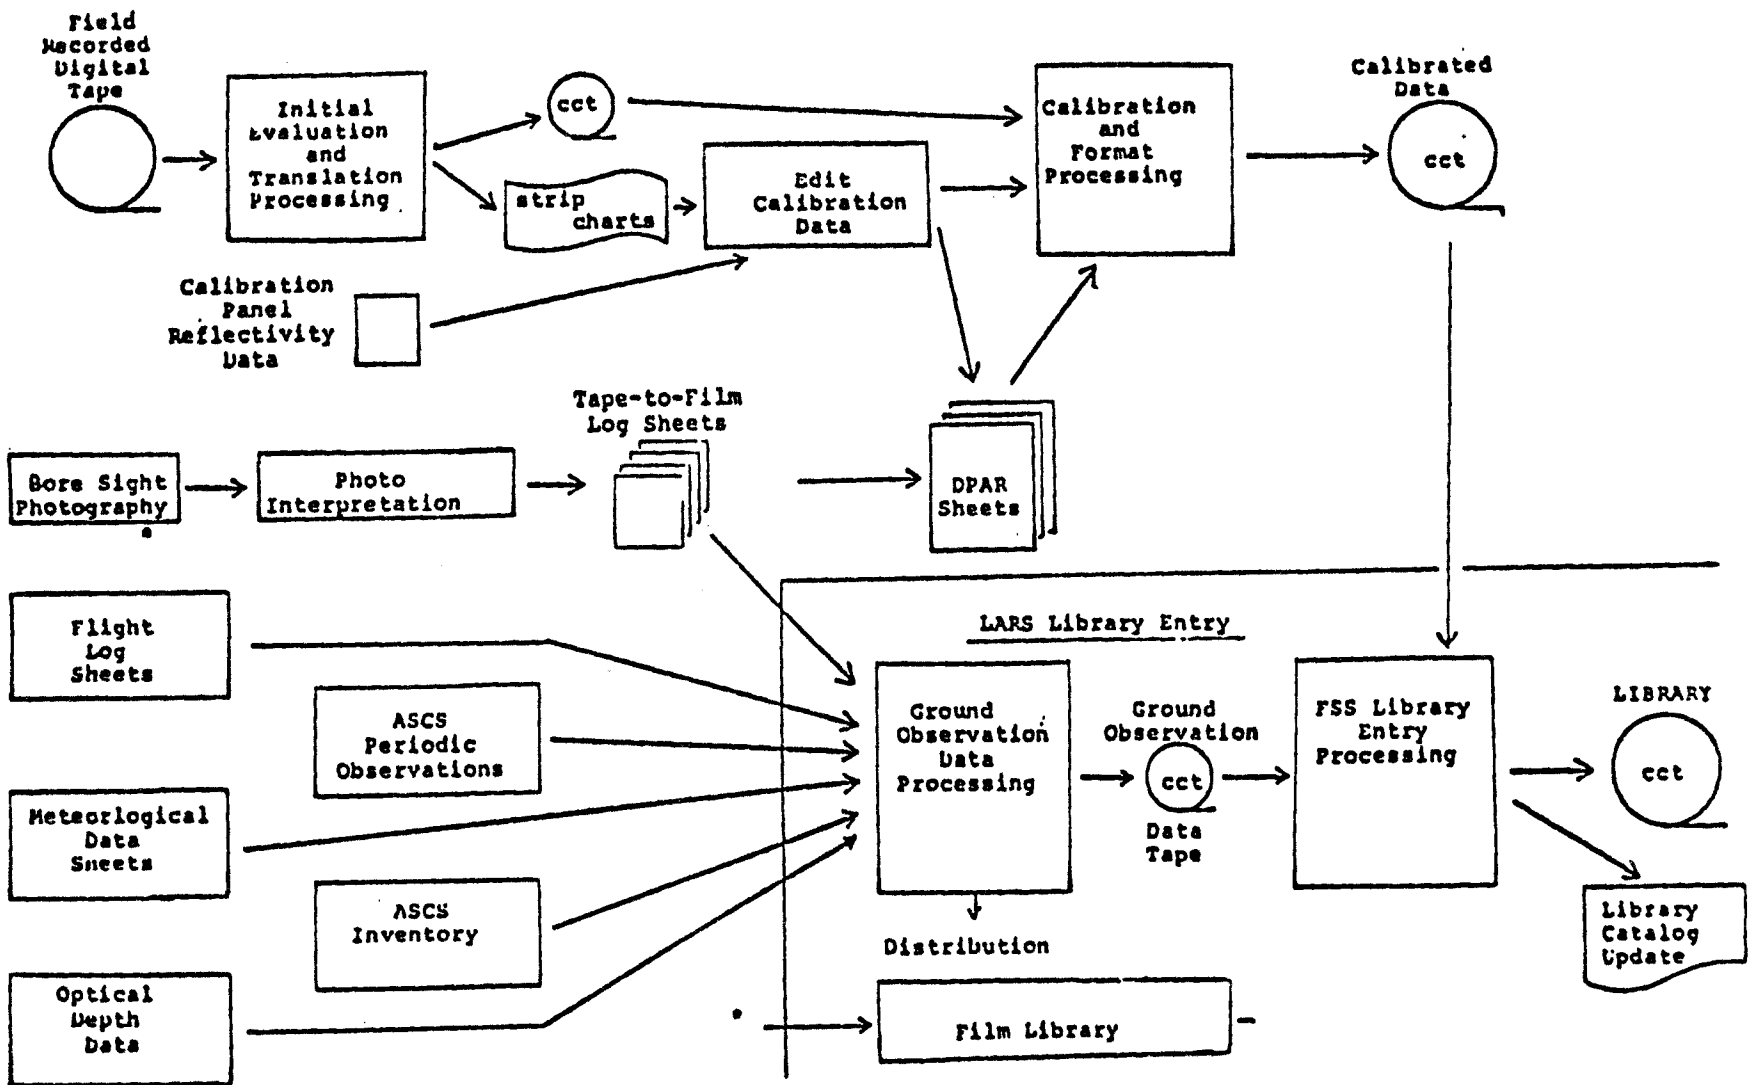 Field
Recorded
Digital
Tape
Initial
Evaluation
and
Translation
Processing
cct
strip
charts
Edit
Calibration
Data
Calibration
and
Format
Processing
Calibrated
Data
cct
Calibration
Panel
Reflectivity
Data
Tape-to-Film
Log Sheets
Bore Sight
Photography
*
Photo
Interpretation
DPAR
Sheets
Flight
Log
Sheets
ASCS
Periodic
Observations
Meteorlogical
Data
Sheets
ASCS
Inventory
Optical
Depth
Data
LARS Library Entry
Ground
Observation
Data
Processing
Distribution
Ground
Observation
cct
Data
Tape
FSS Library
Entry
Processing
LIBRARY
cct
Library
Catalog
Update
*
Film Library